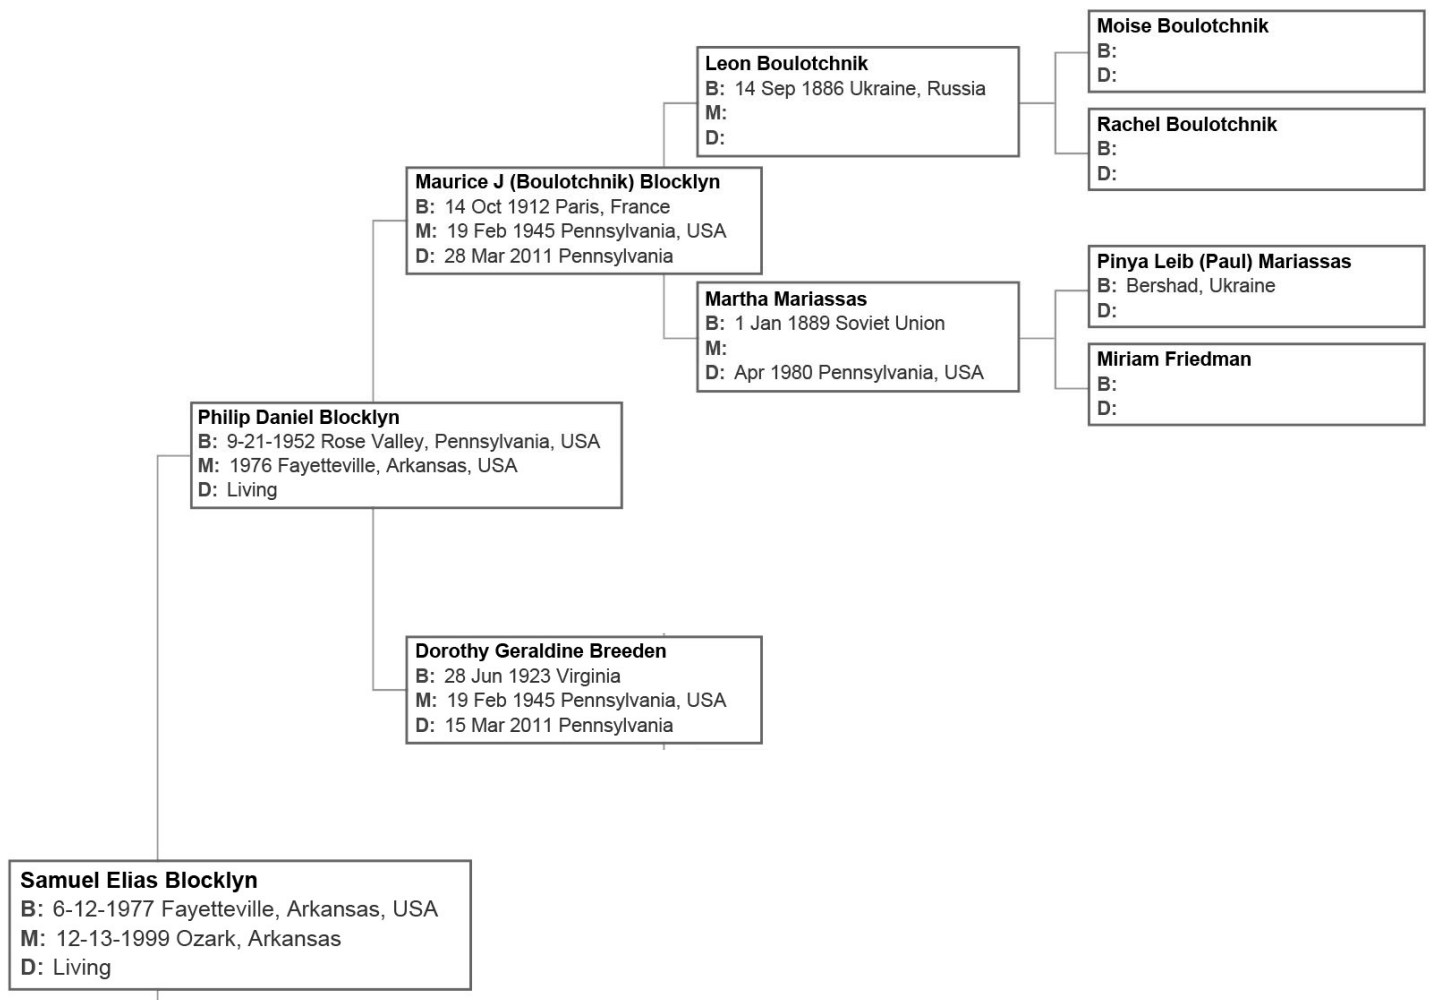 Moise Boulotchnik
B:
D:
Leon Boulotchnik
B: 14 Sep 1886 Ukraine, Russia
M:
D:
Rachel Boulotchnik
B:
D:
Maurice J (Boulotchnik) Blocklyn
B: 14 Oct 1912 Paris, France
M: 19 Feb 1945 Pennsylvania, USA
D: 28 Mar 2011 Pennsylvania
Pinya Leib (Paul) Mariassas
B: Bershad, Ukraine
D:
Martha Mariassas
B: 1 Jan 1889 Soviet Union
M:
D: Apr 1980 Pennsylvania, USA
Miriam Friedman
B:
D:
Philip Daniel Blocklyn
B: 9-21-1952 Rose Valley, Pennsylvania, USA
M: 1976 Fayetteville, Arkansas, USA
D: Living
Dorothy Geraldine Breeden
B: 28 Jun 1923 Virginia
M: 19 Feb 1945 Pennsylvania, USA
D: 15 Mar 2011 Pennsylvania
Samuel Elias Blocklyn
B: 6-12-1977 Fayetteville, Arkansas, USA
M: 12-13-1999 Ozark, Arkansas
D: Living